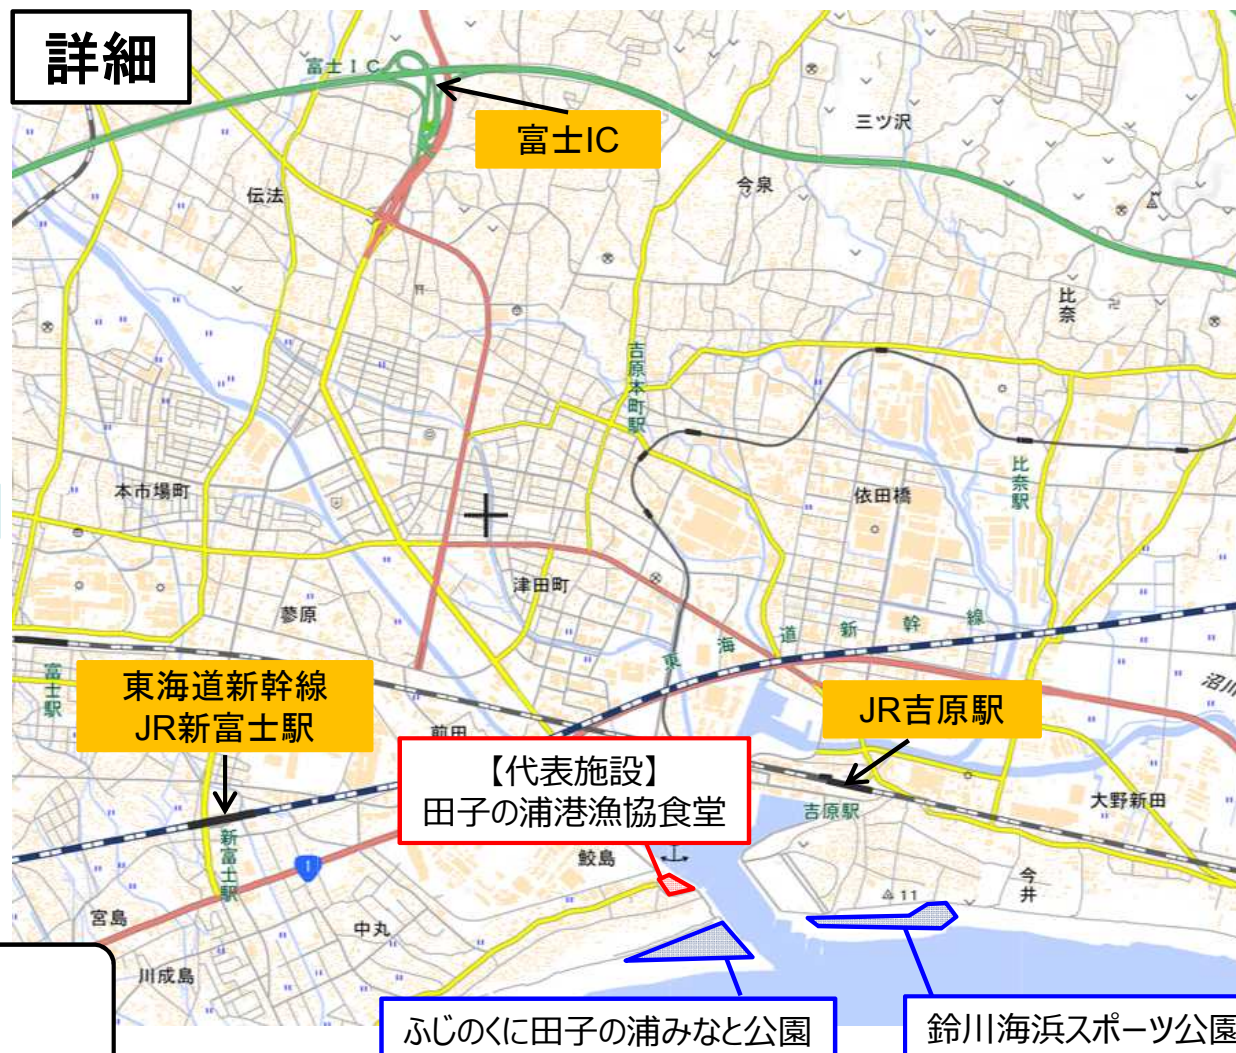 詳細
富士IC
富士IC
三ツ沢
今泉
伝法
比奈
吉原本町駅
本市場町
依田橋
比奈駅
津田町
蓼原
東海道新幹線
富士駅
東海道新幹線
JR新富士駅
前田
JR吉原駅
沼川
【代表施設】
田子の浦港漁協食堂
吉原駅
大野新田
新富士駅
1
鮫島
11
今井
宮島
中丸
川成島
ふじのくに田子の浦みなと公園
鈴川海浜スポーツ公園